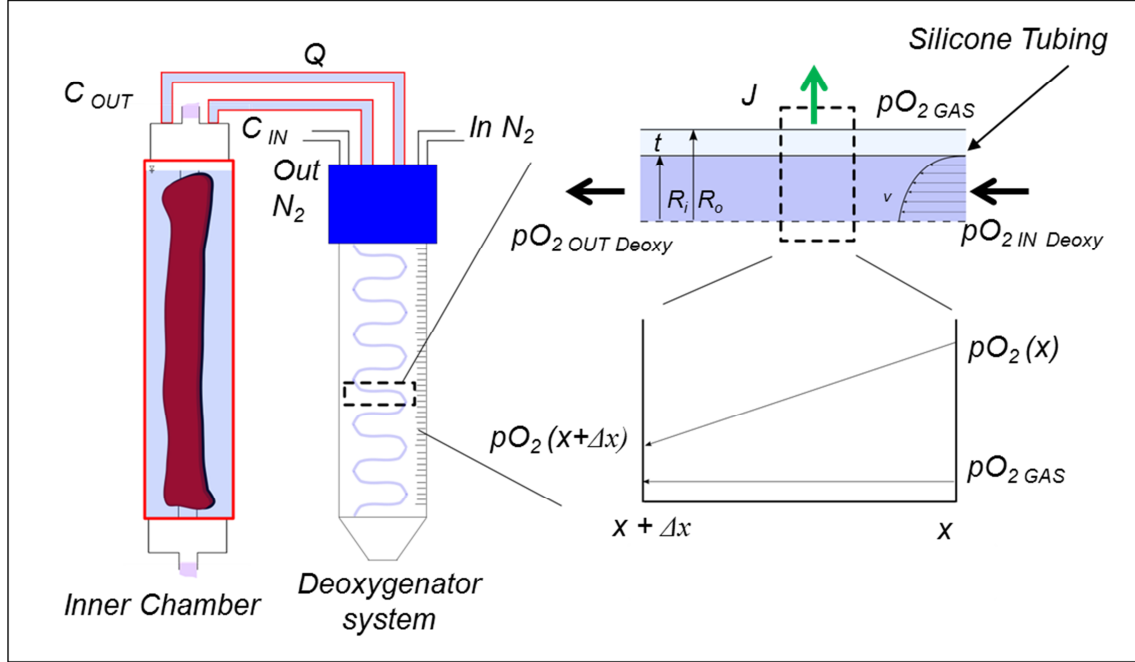 Q
C OUT
C IN
In N2
Out
N2
Inner Chamber
Deoxygenator
system
Silicone Tubing
J
pO2 GAS
t
Ri
Ro
v
pO2 OUT Deoxy
pO2 IN Deoxy
pO2 (x)
pO2 (x+Δx)
pO2 GAS
x + Δx
x